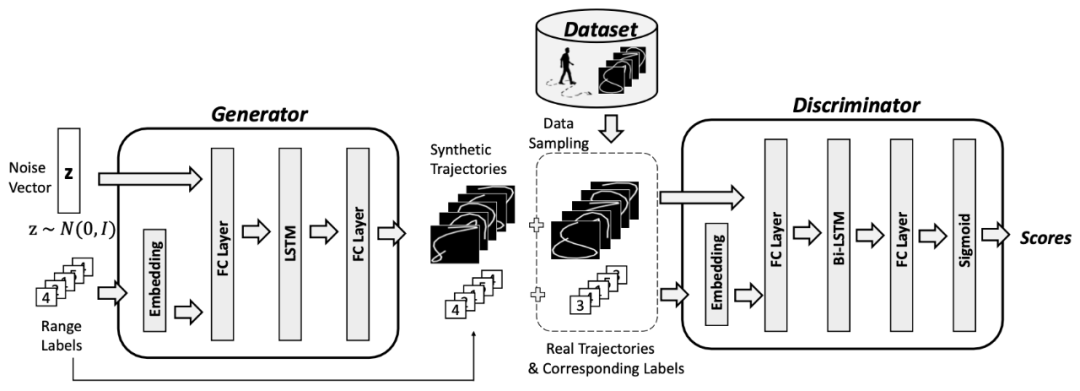 Dataset
Generator
Discriminator
Noise
Vector
z
z ~ N(0, I)
Embedding
FC Layer
LSTM
FC Layer
4
Range
Labels
Synthetic
Trajectories
4
Data
Sampling
3
Real Trajectories
& Corresponding Labels
Embedding
FC Layer
Bi-LSTM
FC Layer
Sigmoid
Scores